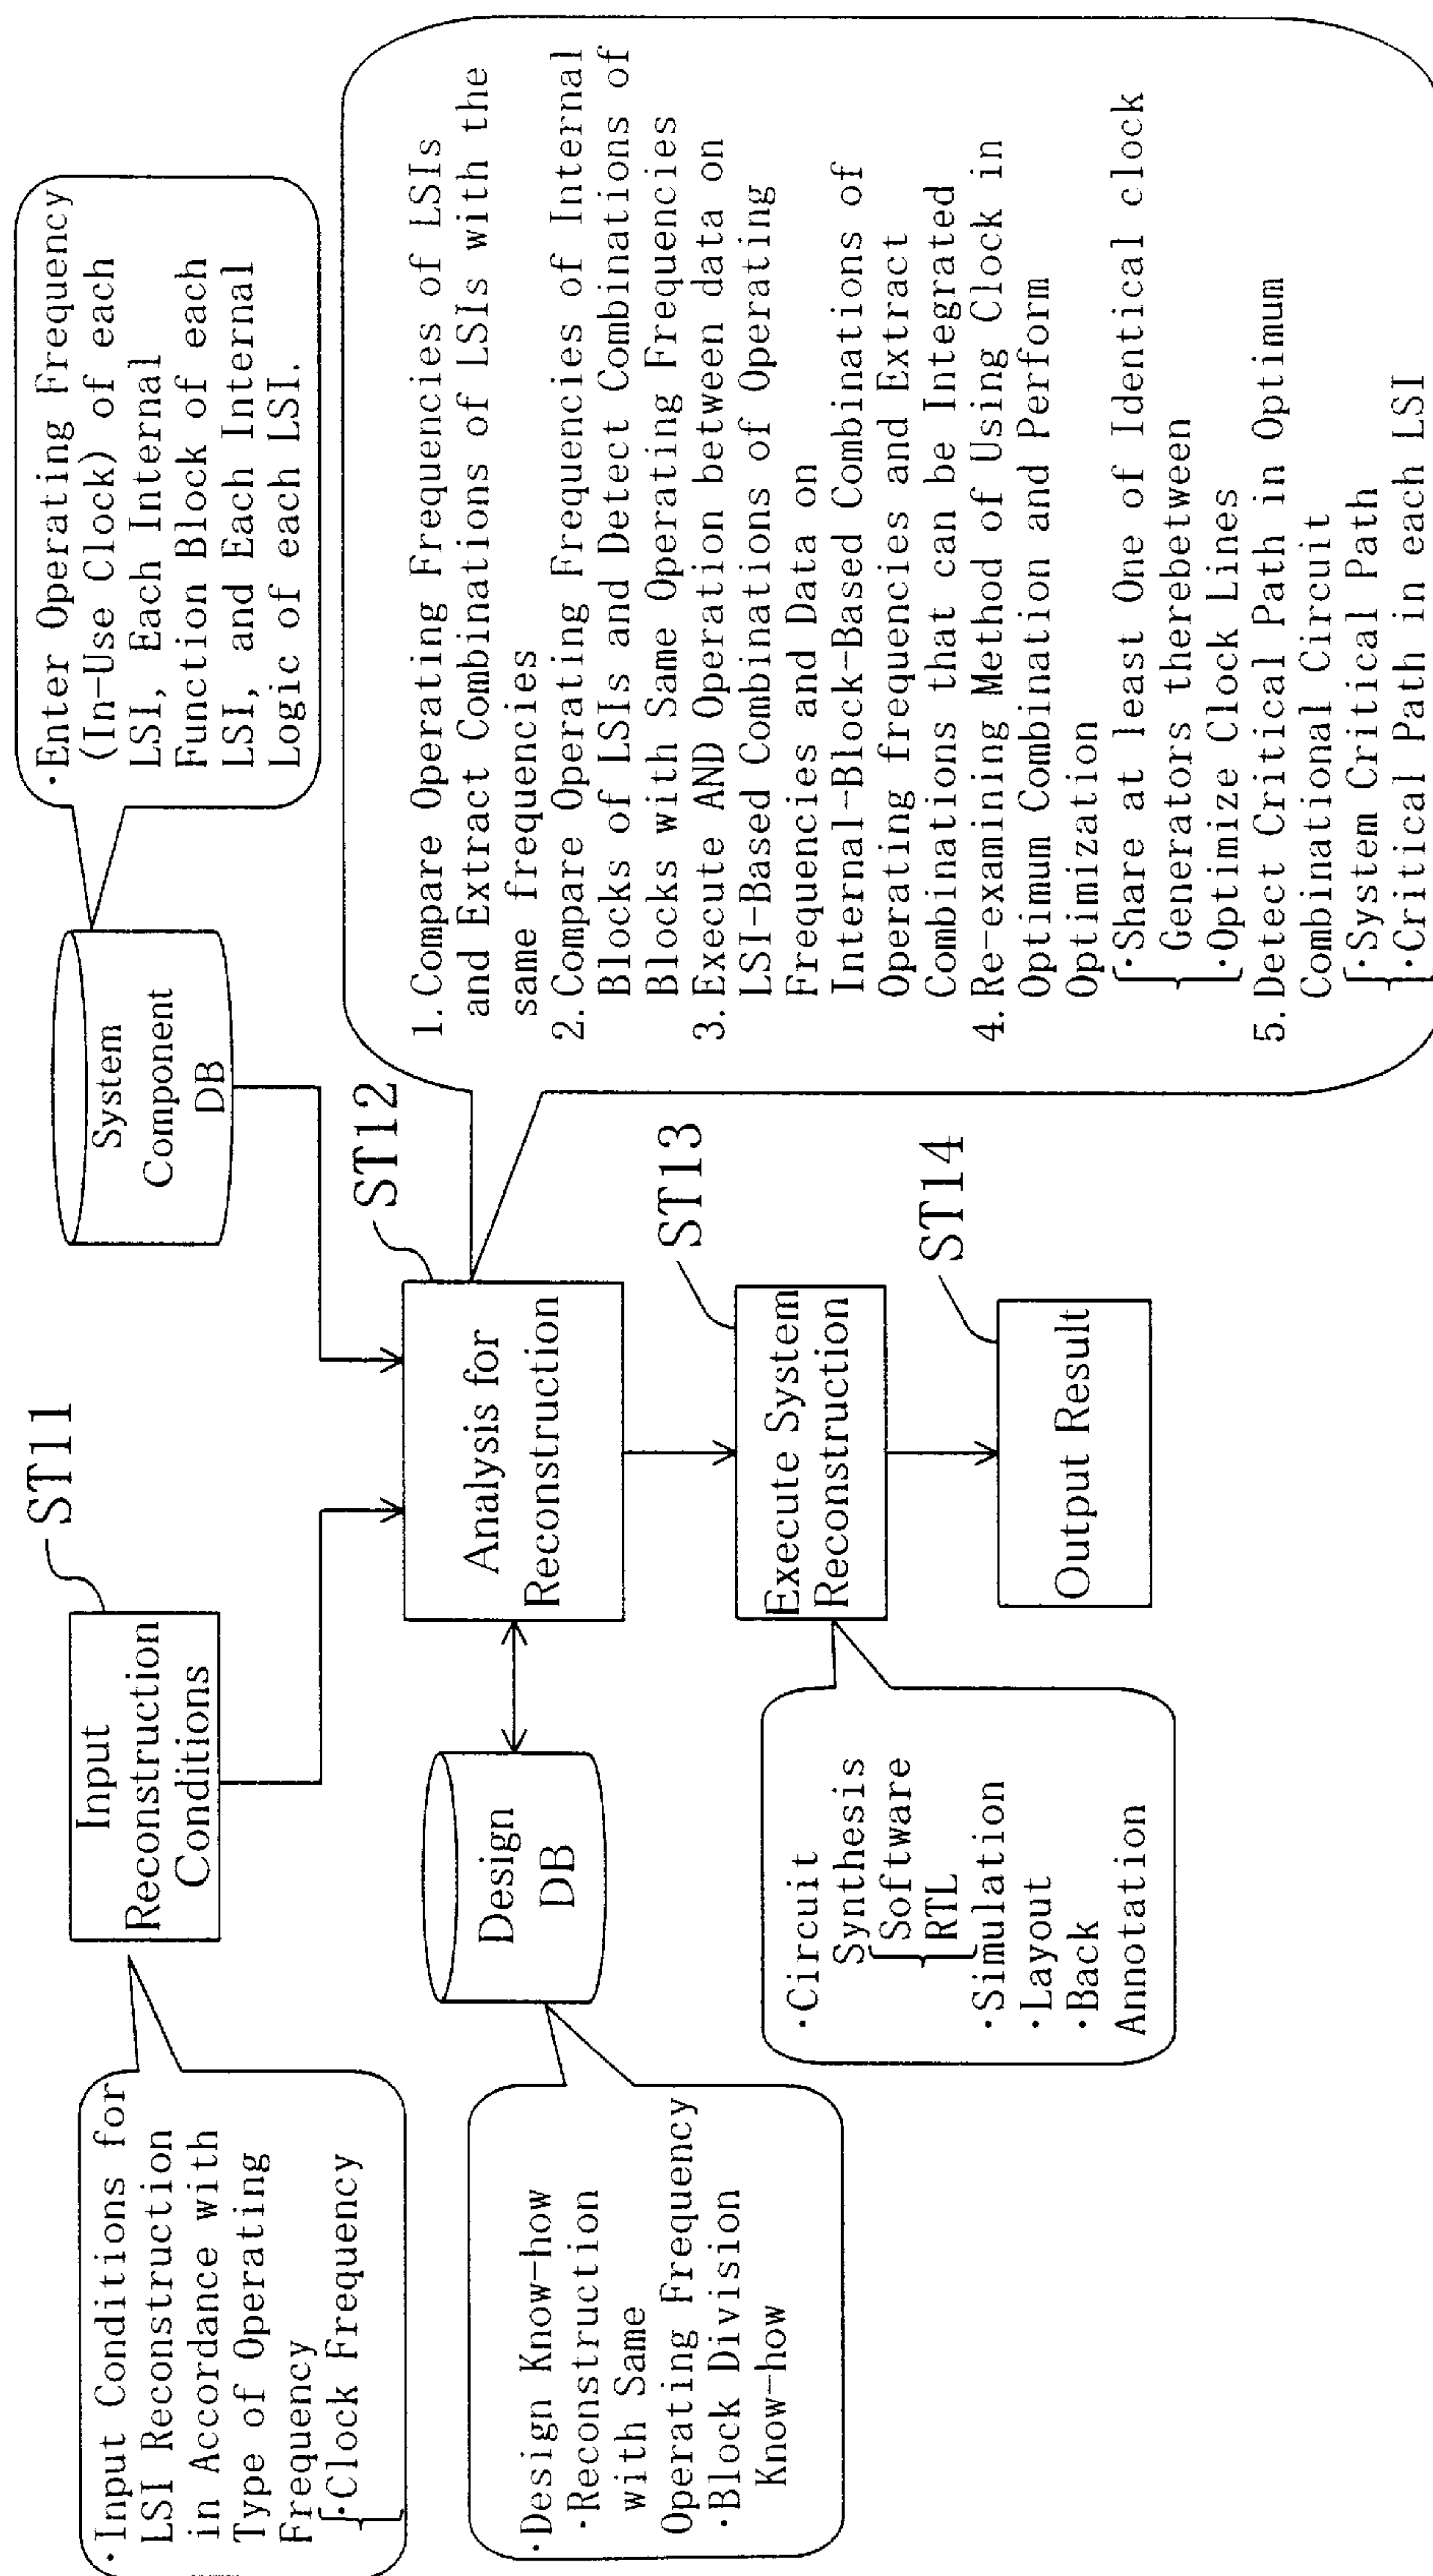 ·Input Conditions for
LSI Reconstruction
in Accordance with
Type of Operating
Frequency
·Clock Frequency
Input
Reconstruction
Conditions
ST11
System
Component
DB
·Enter Operating Frequency
(In-Use Clock) of each
LSI, Each Internal
Function Block of each
LSI, and Each Internal
Logic of each LSI.
·Design Know-how
·Reconstruction
with Same
Operating Frequency
·Block Division
Know-how
Design
DB
Analysis for
Reconstruction
ST12
1. Compare Operating Frequencies of LSIs
and Extract Combinations of LSIs with the
same frequencies
2. Compare Operating Frequencies of Internal
Blocks of LSIs and Detect Combinations of
Blocks with Same Operating Frequencies
3. Execute AND Operation between data on
LSI-Based Combinations of Operating
Frequencies and Data on
Internal-Block-Based Combinations of
Operating frequencies and Extract
Combinations that can be Integrated
4. Re-examining Method of Using Clock in
Optimum Combination and Perform
Optimization
·Share at least One of Identical clock
Generators therebetween
·Optimize Clock Lines
5. Detect Critical Path in Optimum
Combinational Circuit
·System Critical Path
·Critical Path in each LSI
·Circuit
Synthesis
Software
RTL
·Simulation
·Layout
·Back
Annotation
Execute System
Reconstruction
ST13
Output Result
ST14